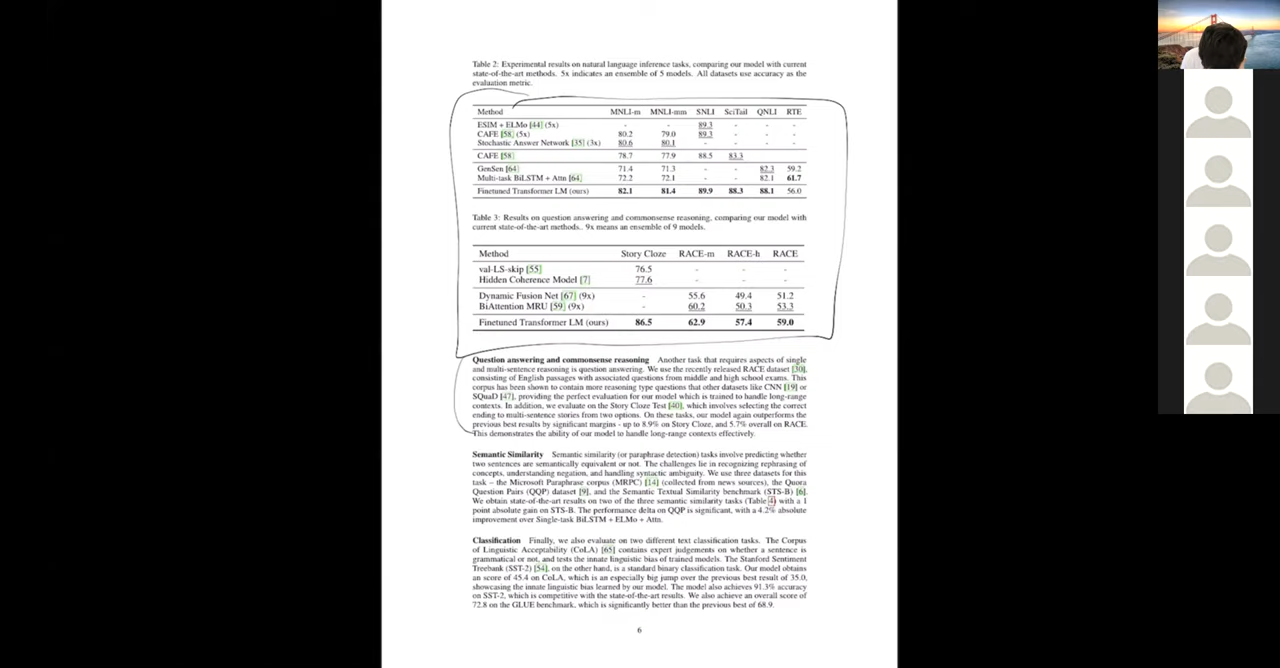 Table 2: Experimental results on natural language inference tasks, comparing our model with current
state-of-the-art methods. 5x indicates an ensemble of 5 models. All datasets use accuracy as the
evaluation metric.
Method MNLI-m MNLI-mm SNLI SciTail QNLI RTE
ESIM + ELMo [44] (5x) - - 89.3 - - -
CAFE [58] (5x) 80.2 79.0 89.3 - - -
Stochastic Answer Network [35] (3x) 80.6 80.1 - - - -
CAFE [58] 78.7 77.9 88.5 83.3
GenSen [64] 71.4 71.3 - - 82.3 59.2
Multi-task BiLSTM + Attn [64] 72.2 72.1 - - 82.1 61.7
Finetuned Transformer LM (ours) 82.1 81.4 89.9 88.3 88.1 56.0
Table 3: Results on question answering and commonsense reasoning, comparing our model with
current state-of-the-art methods.. 9x means an ensemble of 9 models.
Method Story Cloze RACE-m RACE-h RACE
val-LS-skip [55] 76.5 - - -
Hidden Coherence Model [7] 77.6 - - -
Dynamic Fusion Net [67] (9x) - 55.6 49.4 51.2
BiAttention MRU [59] (9x) - 60.2 50.3 53.3
Finetuned Transformer LM (ours) 86.5 62.9 57.4 59.0
Question answering and commonsense reasoning Another task that requires aspects of single
and multi-sentence reasoning is question answering. We use the recently released RACE dataset [30],
consisting of English passages with associated questions from middle and high school exams. This
corpus has been shown to contain more reasoning type questions that other datasets like CNN [19] or
SQuaD [47], providing the perfect evaluation for our model which is trained to handle long-range
contexts. In addition, we evaluate on the Story Cloze Test [40], which involves selecting the correct
ending to multi-sentence stories from two options. On these tasks, our model again outperforms the
previous best results by significant margins - up to 8.9% on Story Cloze, and 5.7% overall on RACE.
This demonstrates the ability of our model to handle long-range contexts effectively.
Semantic Similarity Semantic similarity (or paraphrase detection) tasks involve predicting whether
two sentences are semantically equivalent or not. The challenges lie in recognizing rephrasing of
concepts, understanding negation, and handling syntactic ambiguity. We use three datasets for this
task – the Microsoft Paraphrase corpus (MRPC) [14] (collected from news sources), the Quora
Question Pairs (QQP) dataset [9], and the Semantic Textual Similarity benchmark (STS-B) [6].
We obtain state-of-the-art results on two of the three semantic similarity tasks (Table 4) with a 1
point absolute gain on STS-B. The performance delta on QQP is significant, with a 4.2% absolute
improvement over Single-task BiLSTM + ELMo + Attn.
Classification Finally, we also evaluate on two different text classification tasks. The Corpus
of Linguistic Acceptability (CoLA) [65] contains expert judgements on whether a sentence is
grammatical or not, and tests the innate linguistic bias of trained models. The Stanford Sentiment
Treebank (SST-2) [54], on the other hand, is a standard binary classification task. Our model obtains
an score of 45.4 on CoLA, which is an especially big jump over the previous best result of 35.0,
showcasing the innate linguistic bias learned by our model. The model also achieves 91.3% accuracy
on SST-2, which is competitive with the state-of-the-art results. We also achieve an overall score of
72.8 on the GLUE benchmark, which is significantly better than the previous best of 68.9.
6